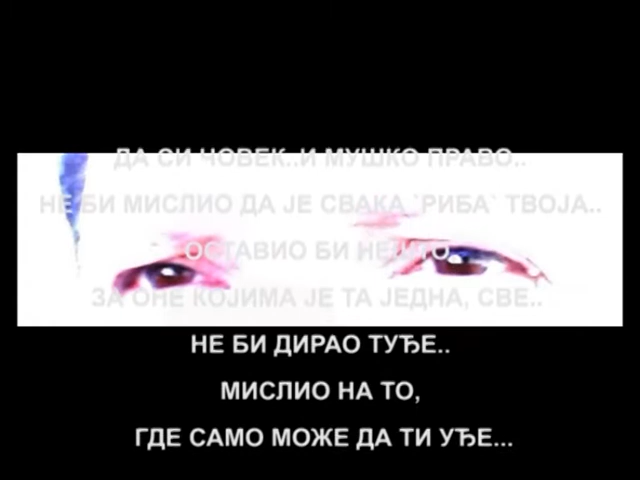 ДА СИ ЧОВЕК..И МУШКО ПРАВО..
НЕ БИ МИСЛИО ДА ЈЕ СВАКА `РИБА` ТВОЈА..
ОСТАВИО БИ НЕШТО
ЗА ОНЕ КОЈИМА ЈЕ ТА ЈЕДНА, СВЕ..
НЕ БИ ДИРАО ТУЂЕ..
МИСЛИО НА ТО,
ГДЕ САМО МОЖЕ ДА ТИ УЂЕ...